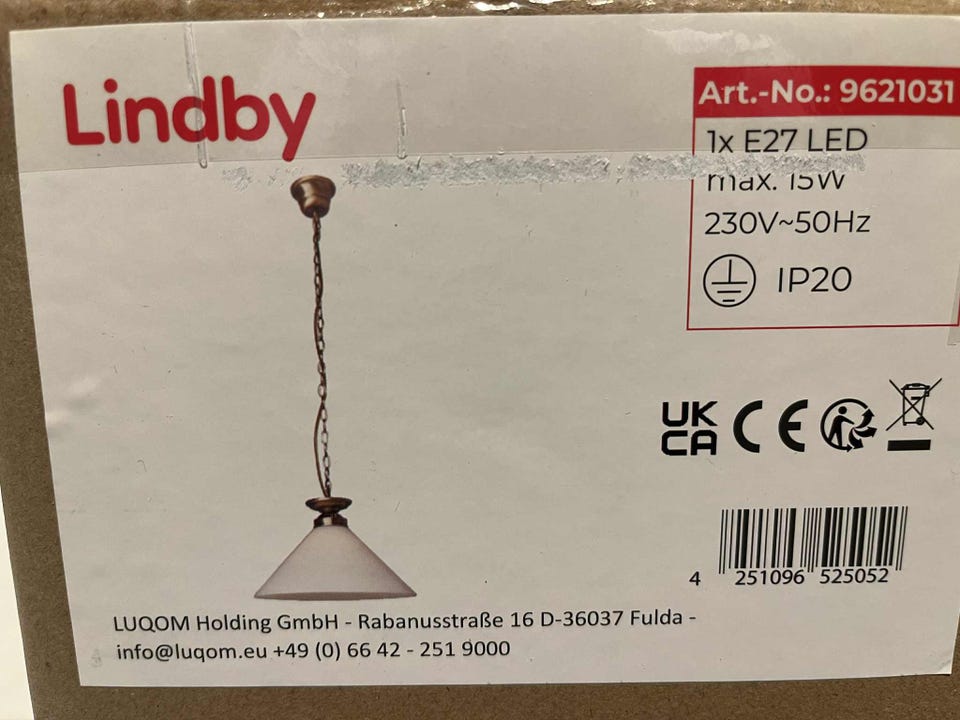 Lindby
Art.-No.: 9621031
1x E27 LED
max. 15W
230V~50Hz
IP20
UK
CA CE
4 251096 525052
LUQOM Holding GmbH - Rabanusstraße 16 D-36037 Fulda -
info@luqom.eu +49 (0) 66 42 - 251 9000